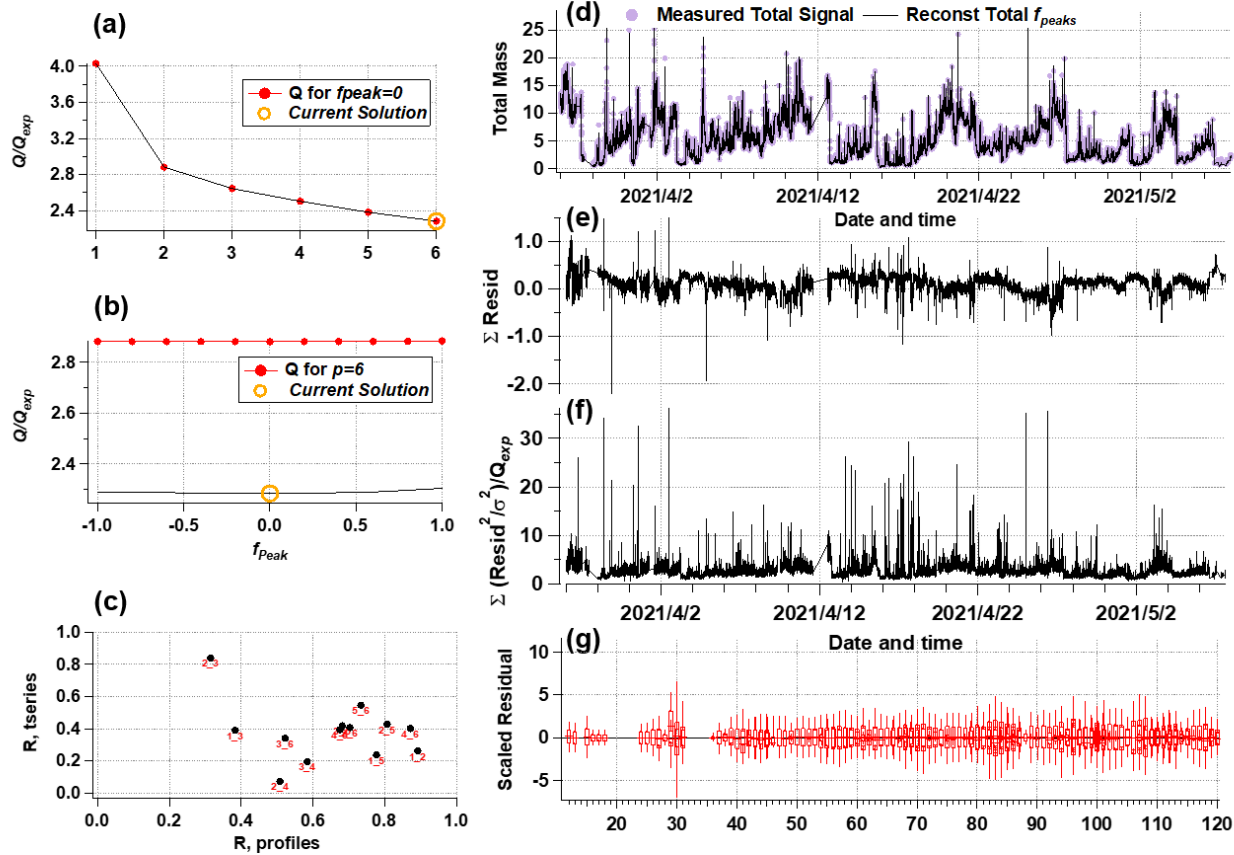 (a)
4.0
3.6
3.2
2.8
2.4
Q/Qexp
Q for fpeak=0
Current Solution
1 2 3 4 5 6
(b)
2.8
2.6
2.4
Q/Qexp
Q for p=6
Current Solution
-1.0 -0.5 0.0 0.5 1.0
fPeak
(c)
1.0
0.8
0.6
0.4
0.2
0.0
R, tseries
2_3
5_6
2_5
4_6
3_6
1_5
1_2
3_4
2_4
0.0 0.2 0.4 0.6 0.8 1.0
R, profiles
(d) Measured Total Signal Reconst Total fpeaks
25
20
15
10
5
0
Total Mass
2021/4/2 2021/4/12 2021/4/22 2021/5/2
Date and time
(e)
1.0
0.0
-1.0
-2.0
Σ Resid
(f)
30
20
10
0
Σ (Resid²/σ²)/Qexp
2021/4/2 2021/4/12 2021/4/22 2021/5/2
Date and time
(g)
10
5
0
-5
Scaled Residual
20 30 40 50 60 70 80 90 100 110 120